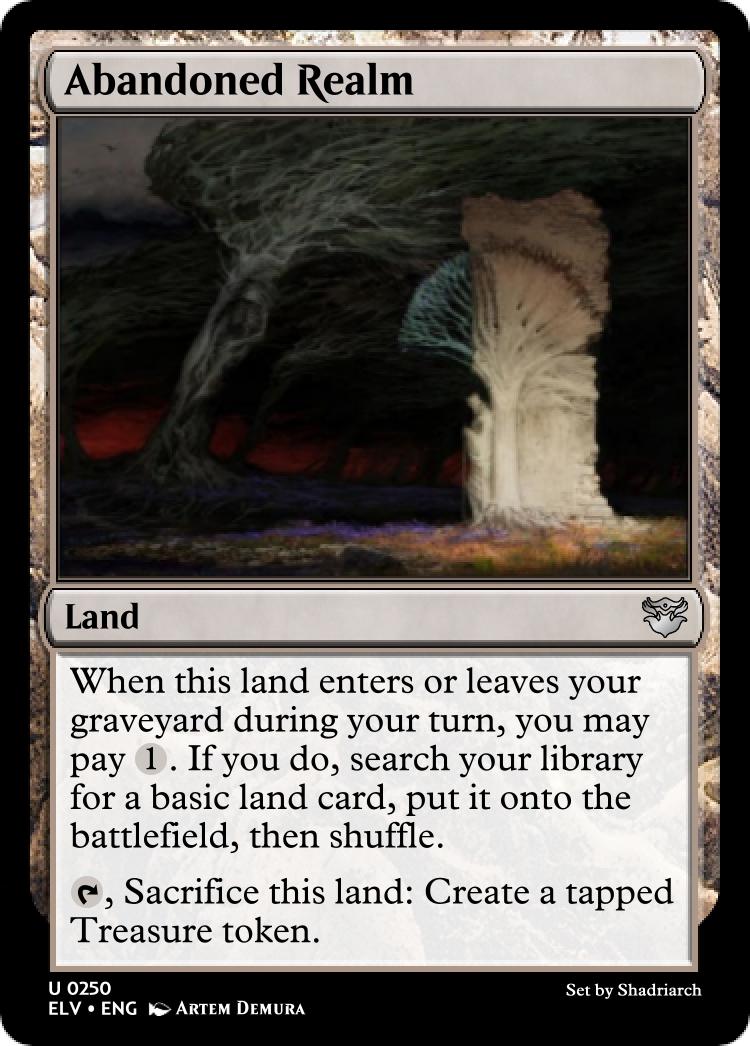 Abandoned Realm
Land
When this land enters or leaves your
graveyard during your turn, you may
pay 1. If you do, search your library
for a basic land card, put it onto the
battlefield, then shuffle.
, Sacrifice this land: Create a tapped
Treasure token.
U 0250
Set by Shadriarch
ELV • ENG ARTEM DEMURA